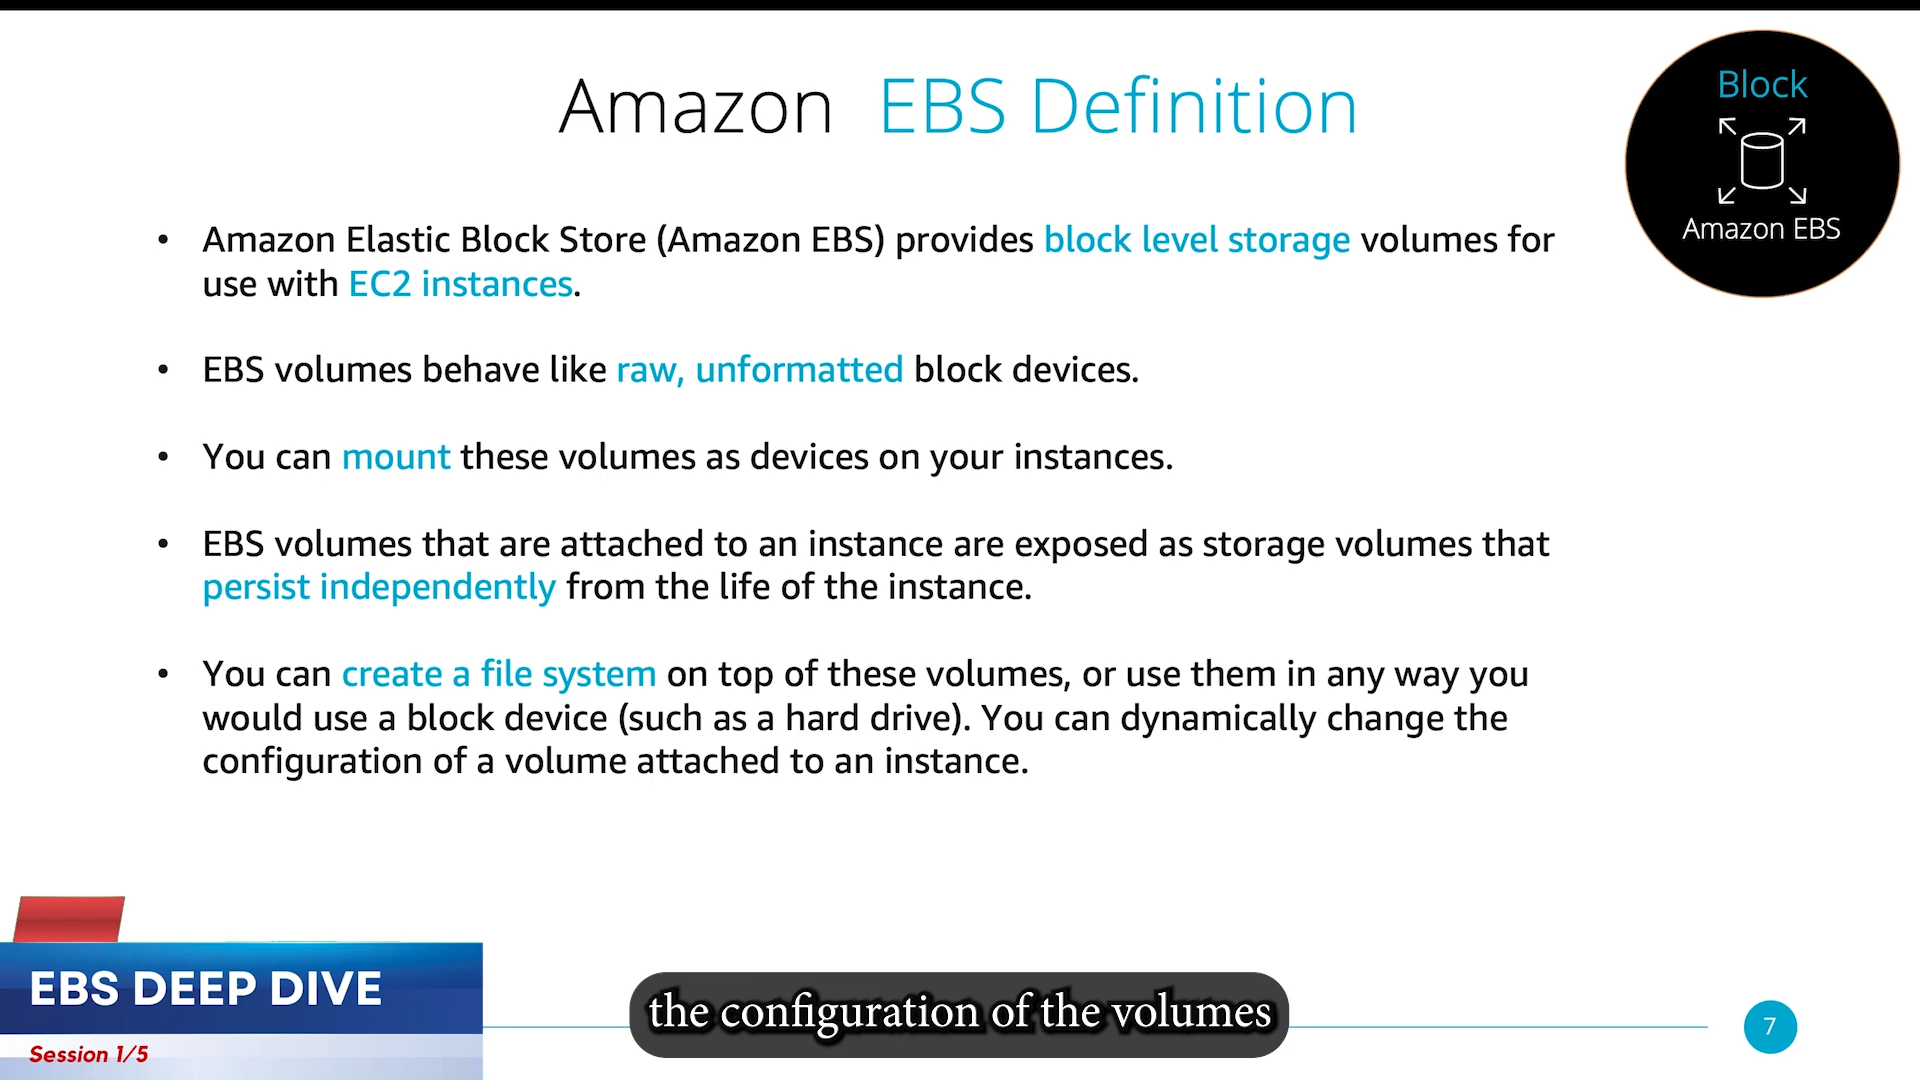 Amazon EBS Definition
Block
Amazon EBS
• Amazon Elastic Block Store (Amazon EBS) provides block level storage volumes for
use with EC2 instances.
• EBS volumes behave like raw, unformatted block devices.
• You can mount these volumes as devices on your instances.
• EBS volumes that are attached to an instance are exposed as storage volumes that
persist independently from the life of the instance.
• You can create a file system on top of these volumes, or use them in any way you
would use a block device (such as a hard drive). You can dynamically change the
configuration of a volume attached to an instance.
EBS DEEP DIVE
Session 1/5
the configuration of the volumes
7